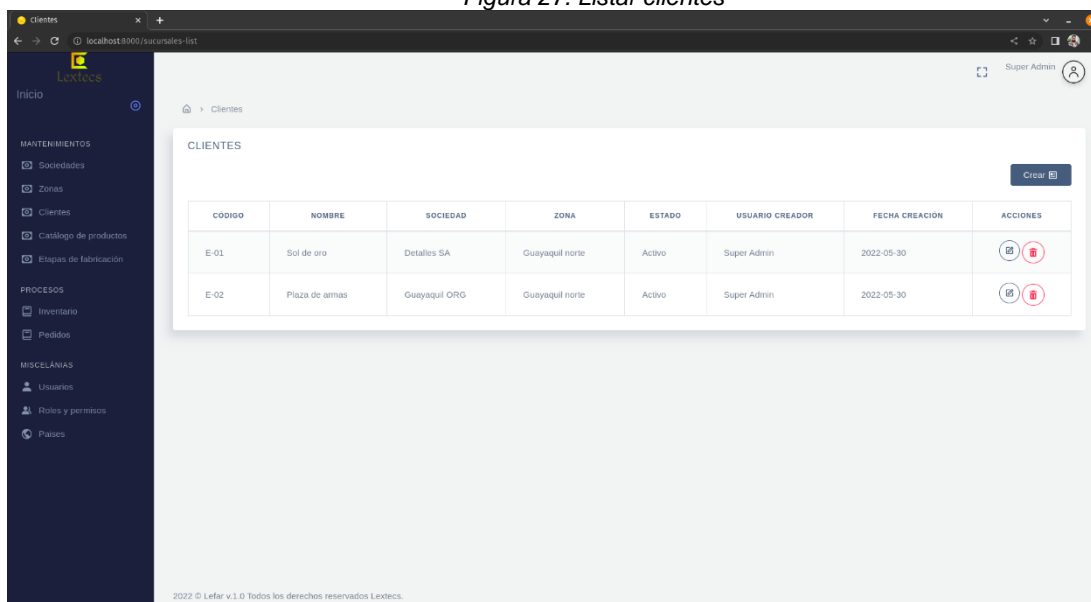 Figura 27. Listar clientes
Clientes
localhost:8000/sucursales-list
Lextecs
Super Admin
Inicio
Clientes
MANTENIMIENTOS
CLIENTES
Sociedades
Crear
Zonas
Clientes
CÓDIGO NOMBRE SOCIEDAD ZONA ESTADO USUARIO CREADOR FECHA CREACIÓN ACCIONES
Catálogo de productos
E-01 Sol de oro Detalles SA Guayaquil norte Activo Super Admin 2022-05-30
Etapas de fabricación
PROCESOS
E-02 Plaza de armas Guayaquil ORG Guayaquil norte Activo Super Admin 2022-05-30
Inventario
Pedidos
MISCELÁNIAS
Usuarios
Roles y permisos
Paises
2022 © Lefar v.1.0 Todos los derechos reservados Lextecs.